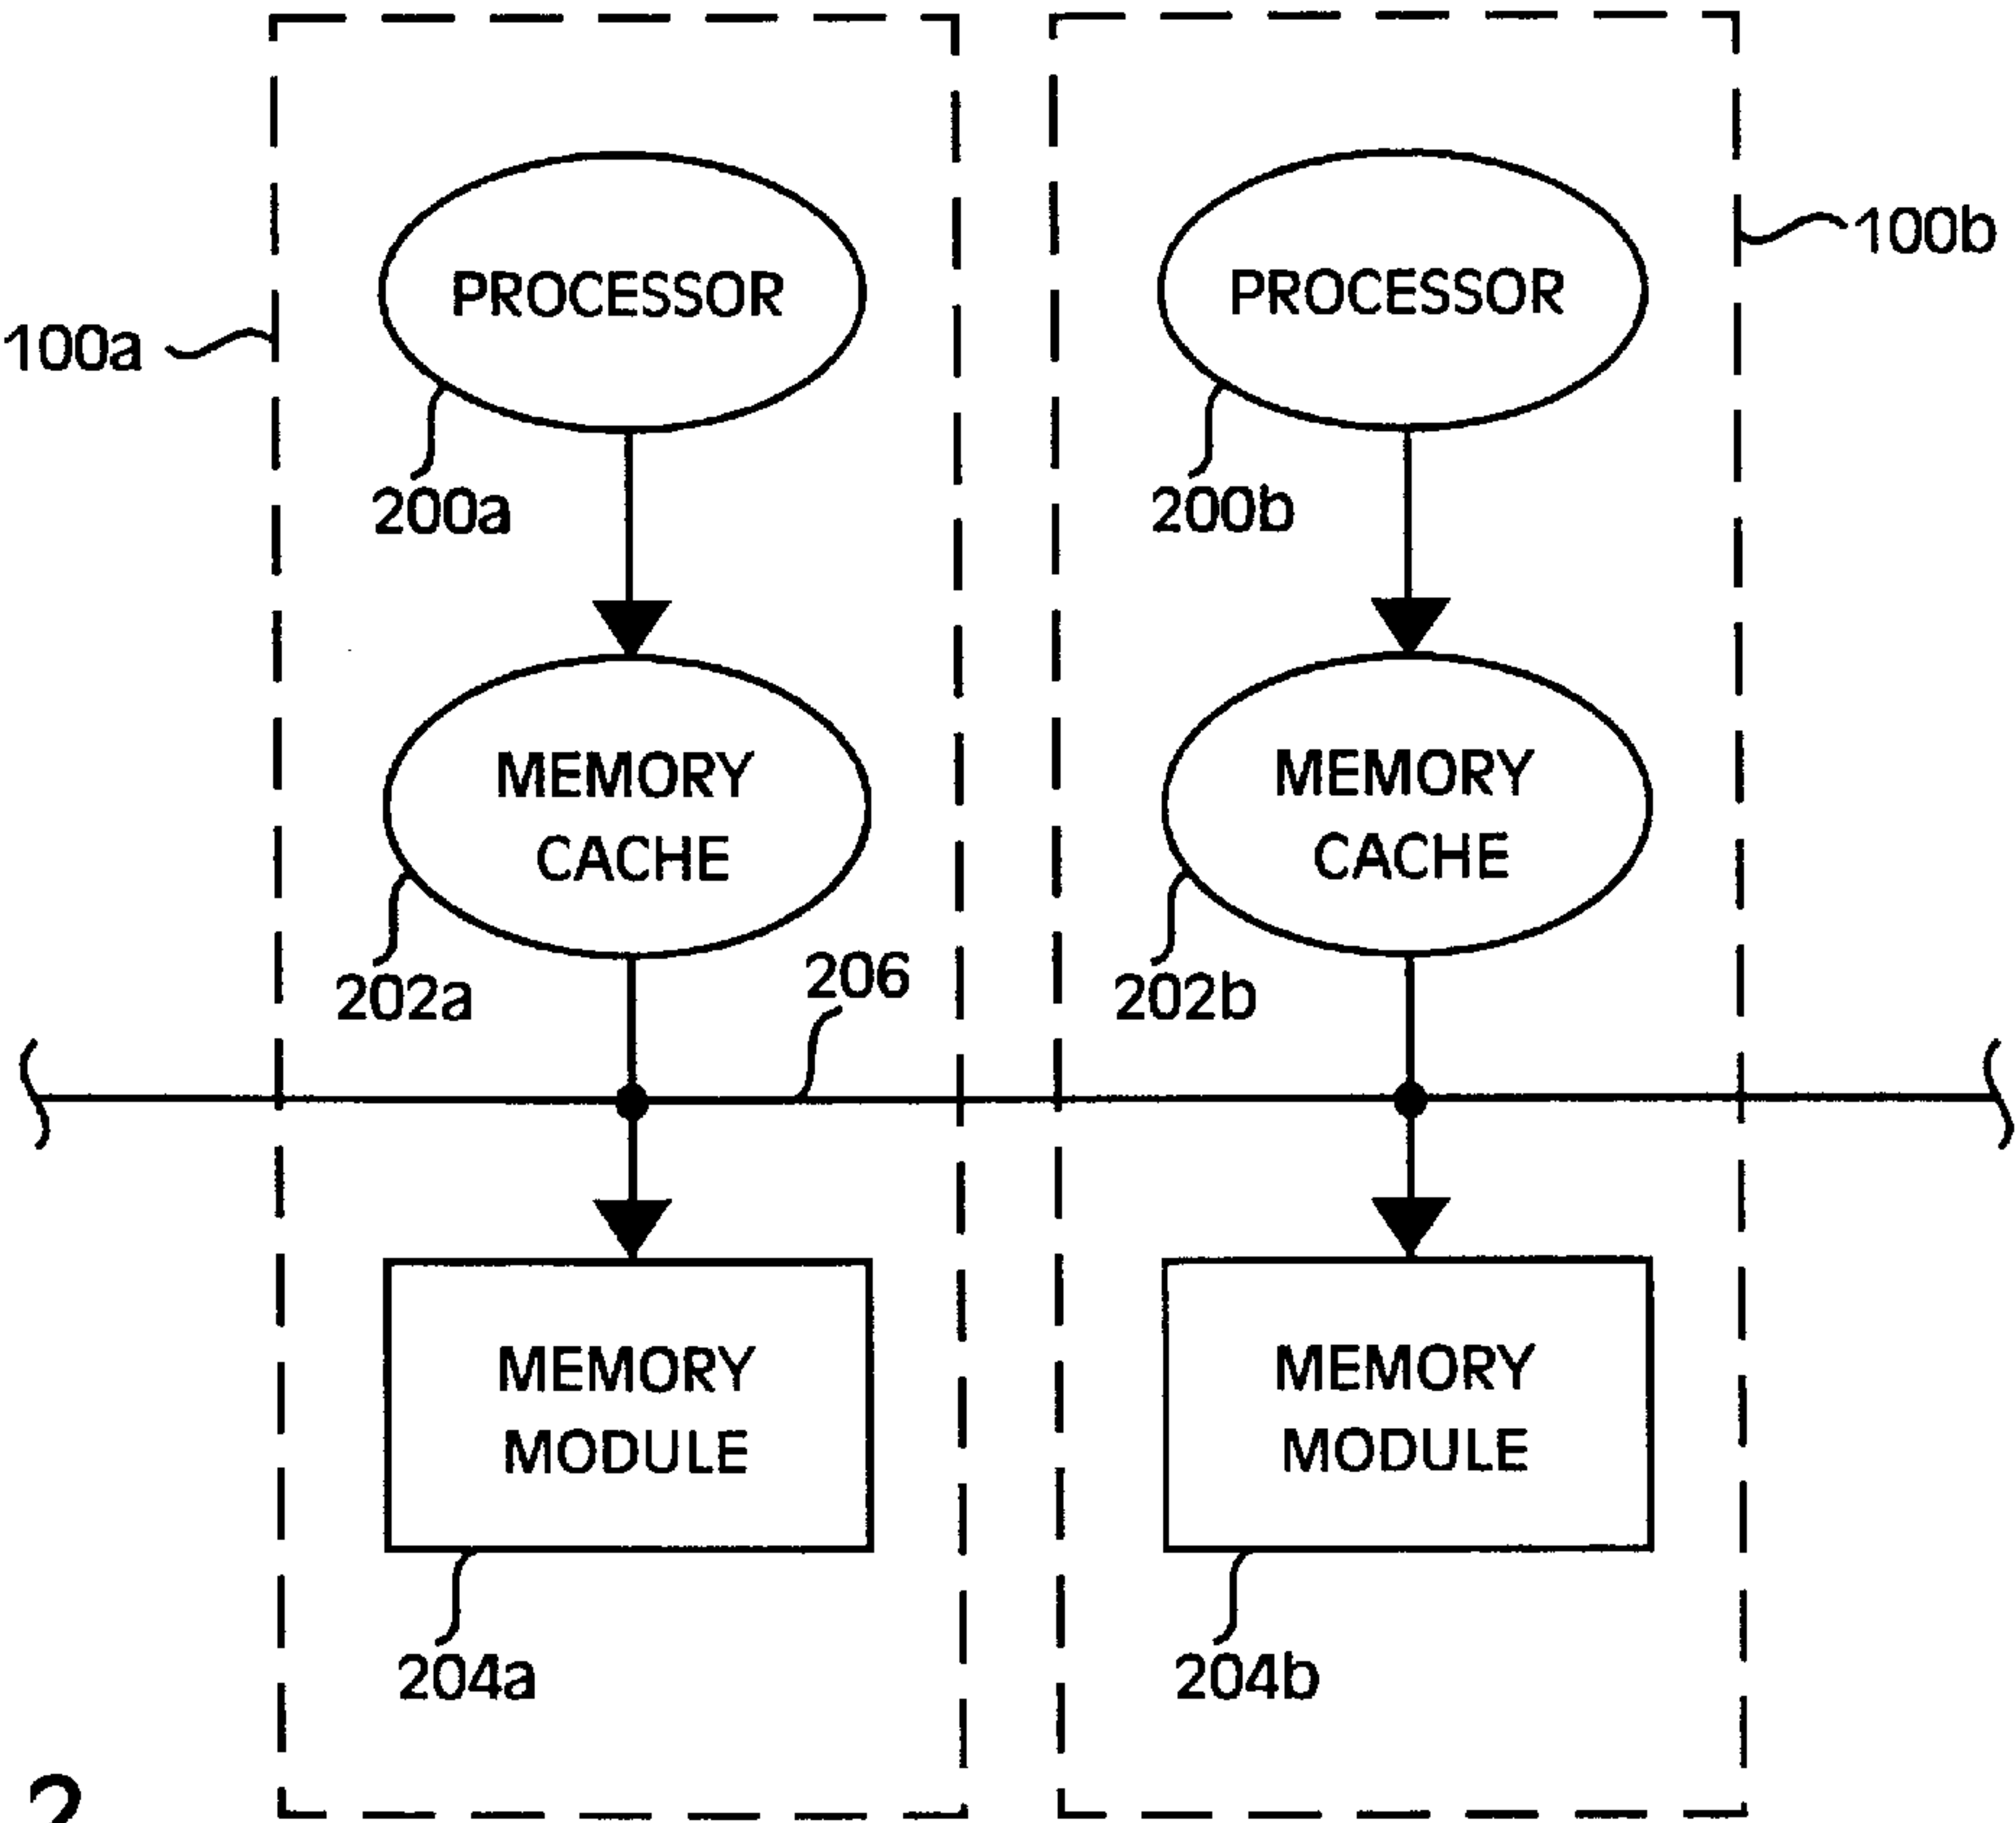 PROCESSOR
PROCESSOR
100b
100a
200a
200b
MEMORY
CACHE
MEMORY
CACHE
202a
206
202b
MEMORY
MODULE
MEMORY
MODULE
204a
204b
2